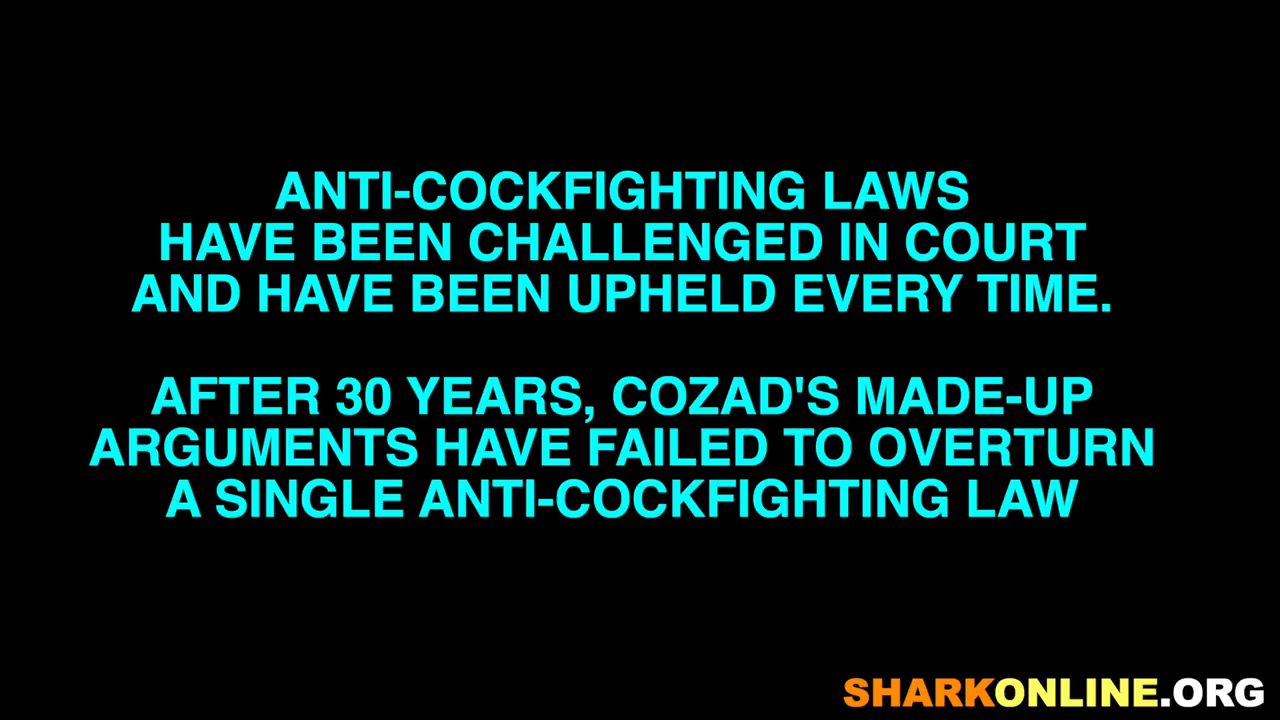 ANTI-COCKFIGHTING LAWS
HAVE BEEN CHALLENGED IN COURT
AND HAVE BEEN UPHELD EVERY TIME.
AFTER 30 YEARS, COZAD'S MADE-UP
ARGUMENTS HAVE FAILED TO OVERTURN
A SINGLE ANTI-COCKFIGHTING LAW
SHARKONLINE.ORG